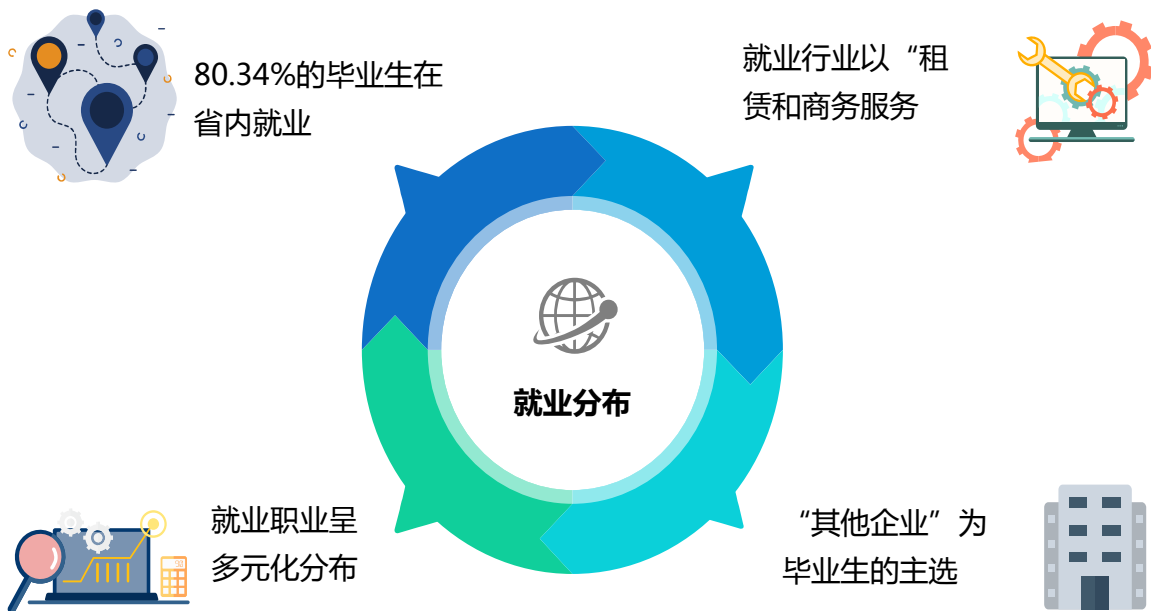 80.34%的毕业生在
省内就业
就业行业以“租
赁和商务服务
就业分布
就业职业呈
多元化分布
“其他企业”为
毕业生的主选